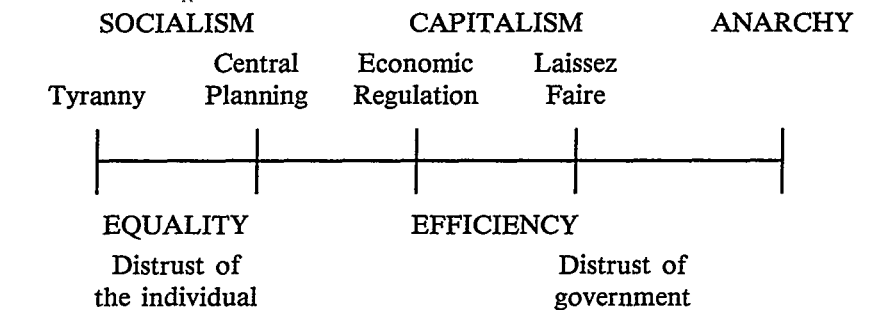 SOCIALISM CAPITALISM ANARCHY
Central Economic Laissez
Tyranny Planning Regulation Faire
EQUALITY EFFICIENCY
Distrust of Distrust of
the individual government